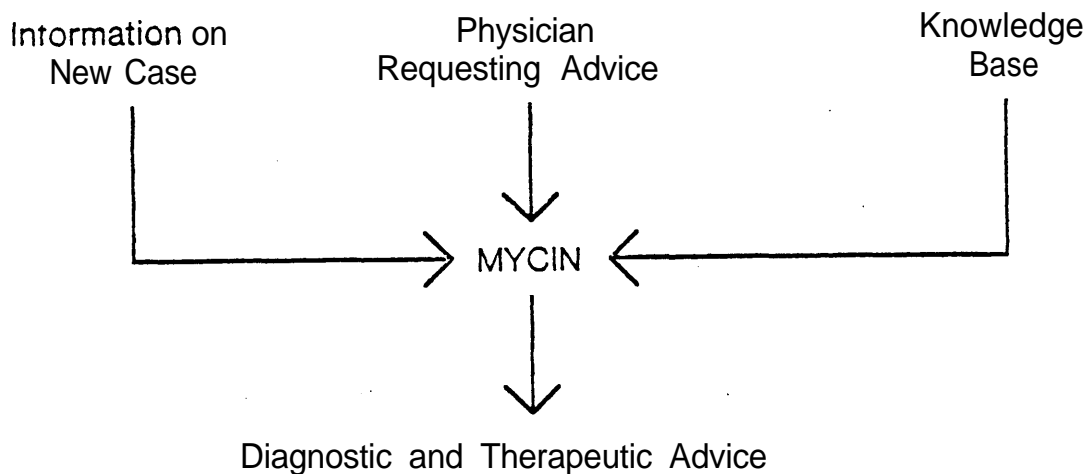 Information on
New Case
Physician
Requesting Advice
Knowledge
Base
MYCIN
Diagnostic and Therapeutic Advice